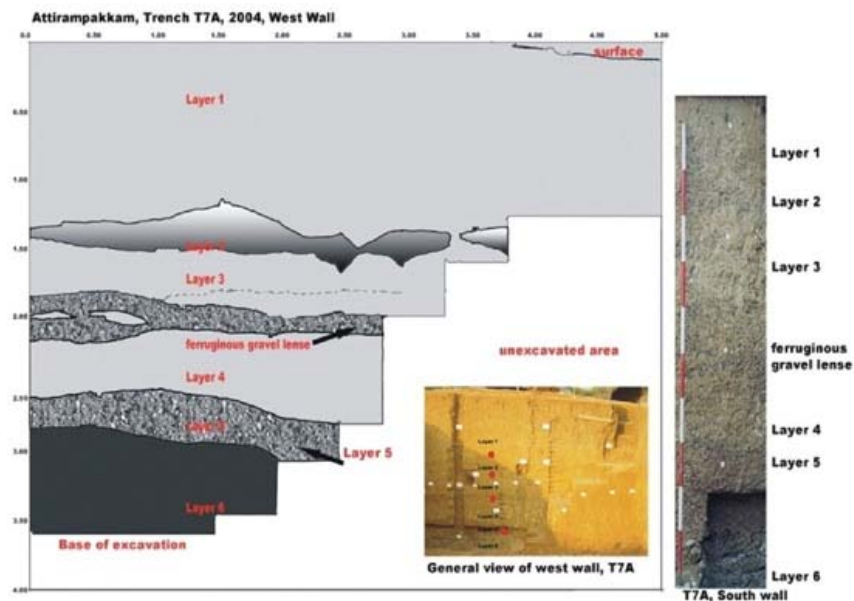 Attirampakkam, Trench T7A, 2004, West Wall
0.0 0.50 1.00 1.50 2.00 2.50 3.00 3.50 4.00 4.50 5.00
surface
Layer 1
0.50
1.00
1.50
Layer 3
2.00
ferruginous gravel lense
unexcavated area
Layer 4
2.50
3.00
Layer 5
Layer 6
3.50
Base of excavation
4.00
Layer 1
General view of west wall, T7A
Layer 1
Layer 2
Layer 3
ferruginous
gravel lense
Layer 4
Layer 5
Layer 6
T7A, South wall